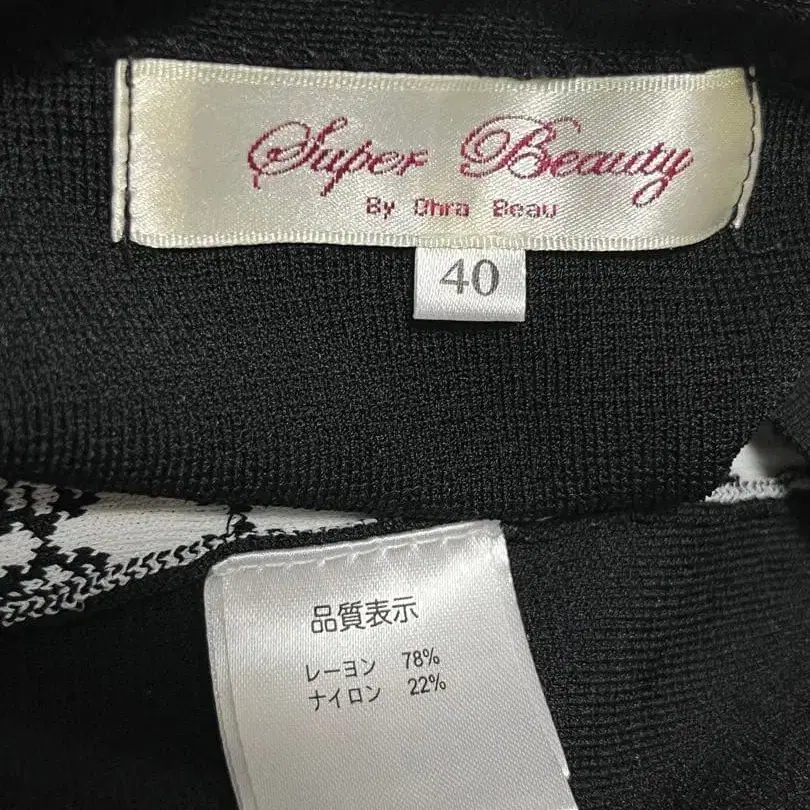 Super Beauty
By Ohra Beau
40
品質表示
レーヨン 78%
ナイロン 22%